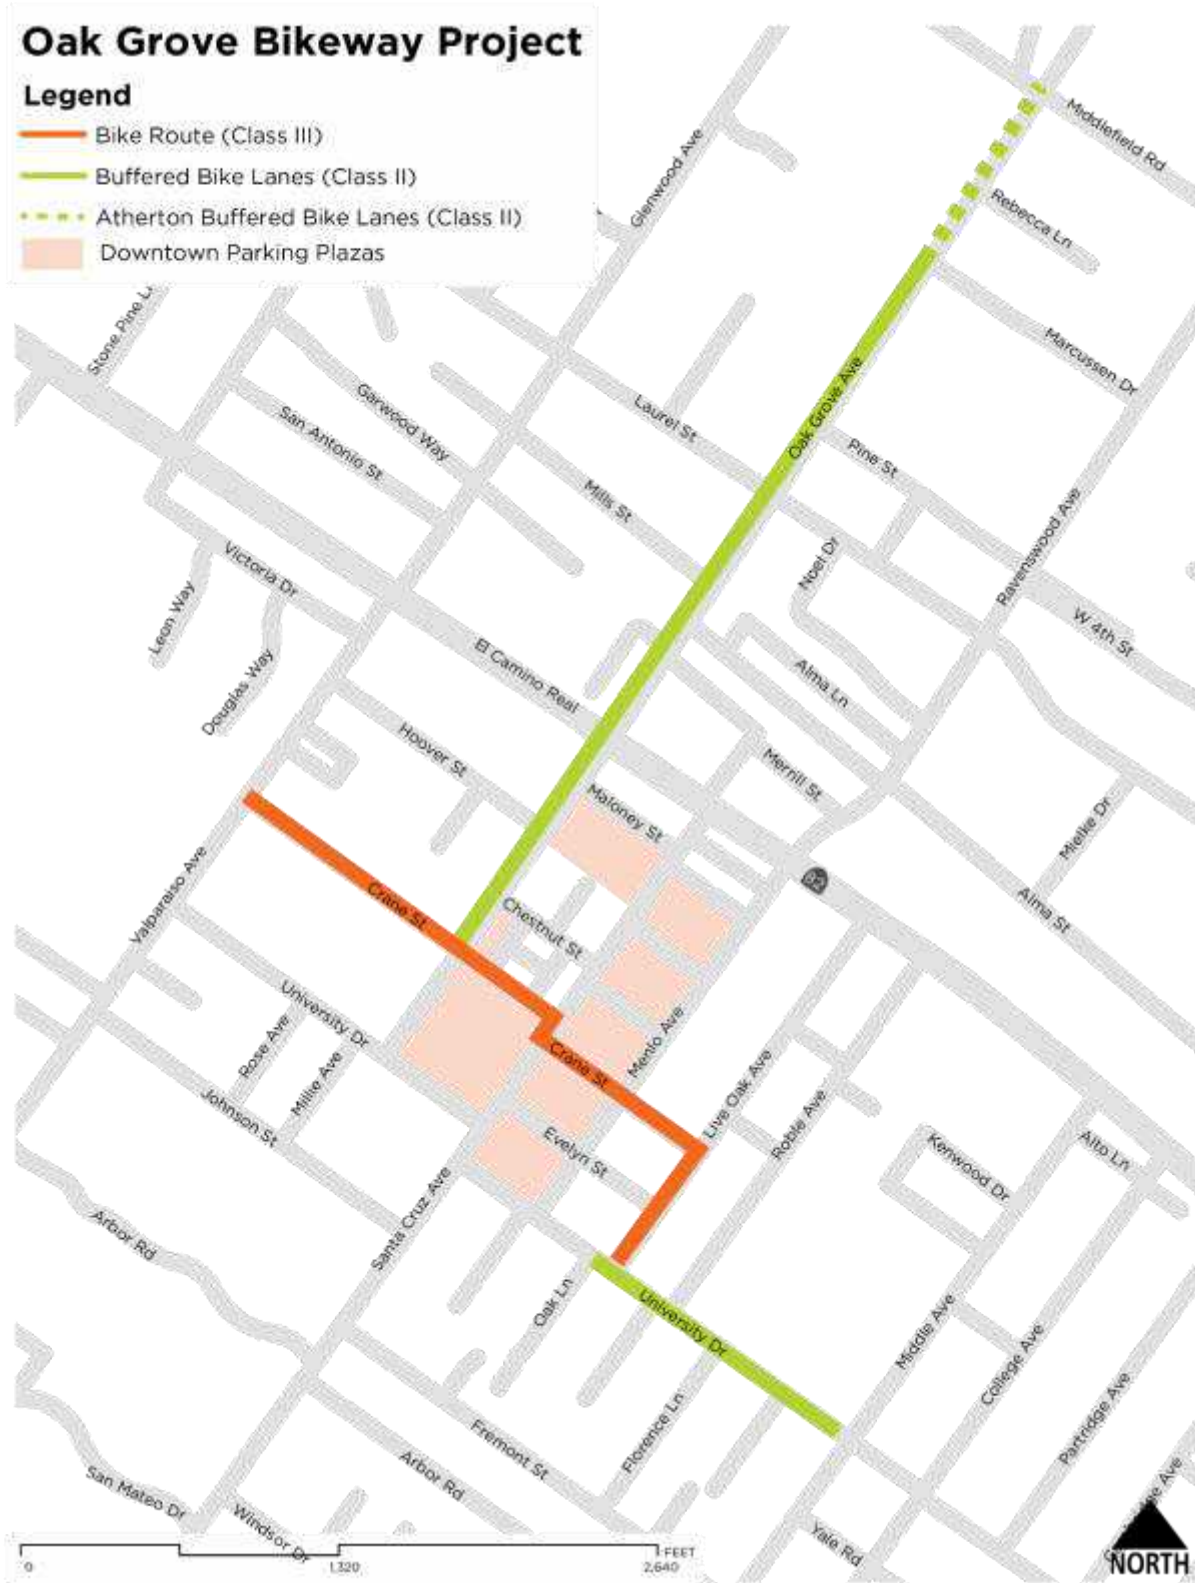 Oak Grove Bikeway Project
Legend
Bike Route (Class III)
Buffered Bike Lanes (Class II)
Atherton Buffered Bike Lanes (Class II)
Downtown Parking Plazas
Middlefield Rd
Glenwood Ave
Rebecca Ln
Stone Pine
Marcussen Dr
Garwood Way
San Antonio St
Laurel St
Oak Grove Ave
Pine St
Mills St
Ravenswood Ave
Noel Dr
Victoria Dr
Leon Way
W 4th St
Douglas Way
El Camino Real
Alma Ln
Hoover St
Merrill St
Maloney St
Mielke Dr
82
Valparaiso Ave
Crane St
Chestnut St
Alma St
University Dr
Rose Ave
Millie Ave
Menlo Ave
Crane St
Live Oak Ave
Johnson St
Roble Ave
Evelyn St
Kenwood Dr
Alto Ln
Santa Cruz Ave
Arbor Rd
Oak Ln
University Dr
Middle Ave
College Ave
Partridge Ave
Florence Ln
Fremont St
Arbor Rd
San Mateo Dr
Windsor Dr
Yale Rd
Ave
NORTH
0
1,320
2,640
FEET